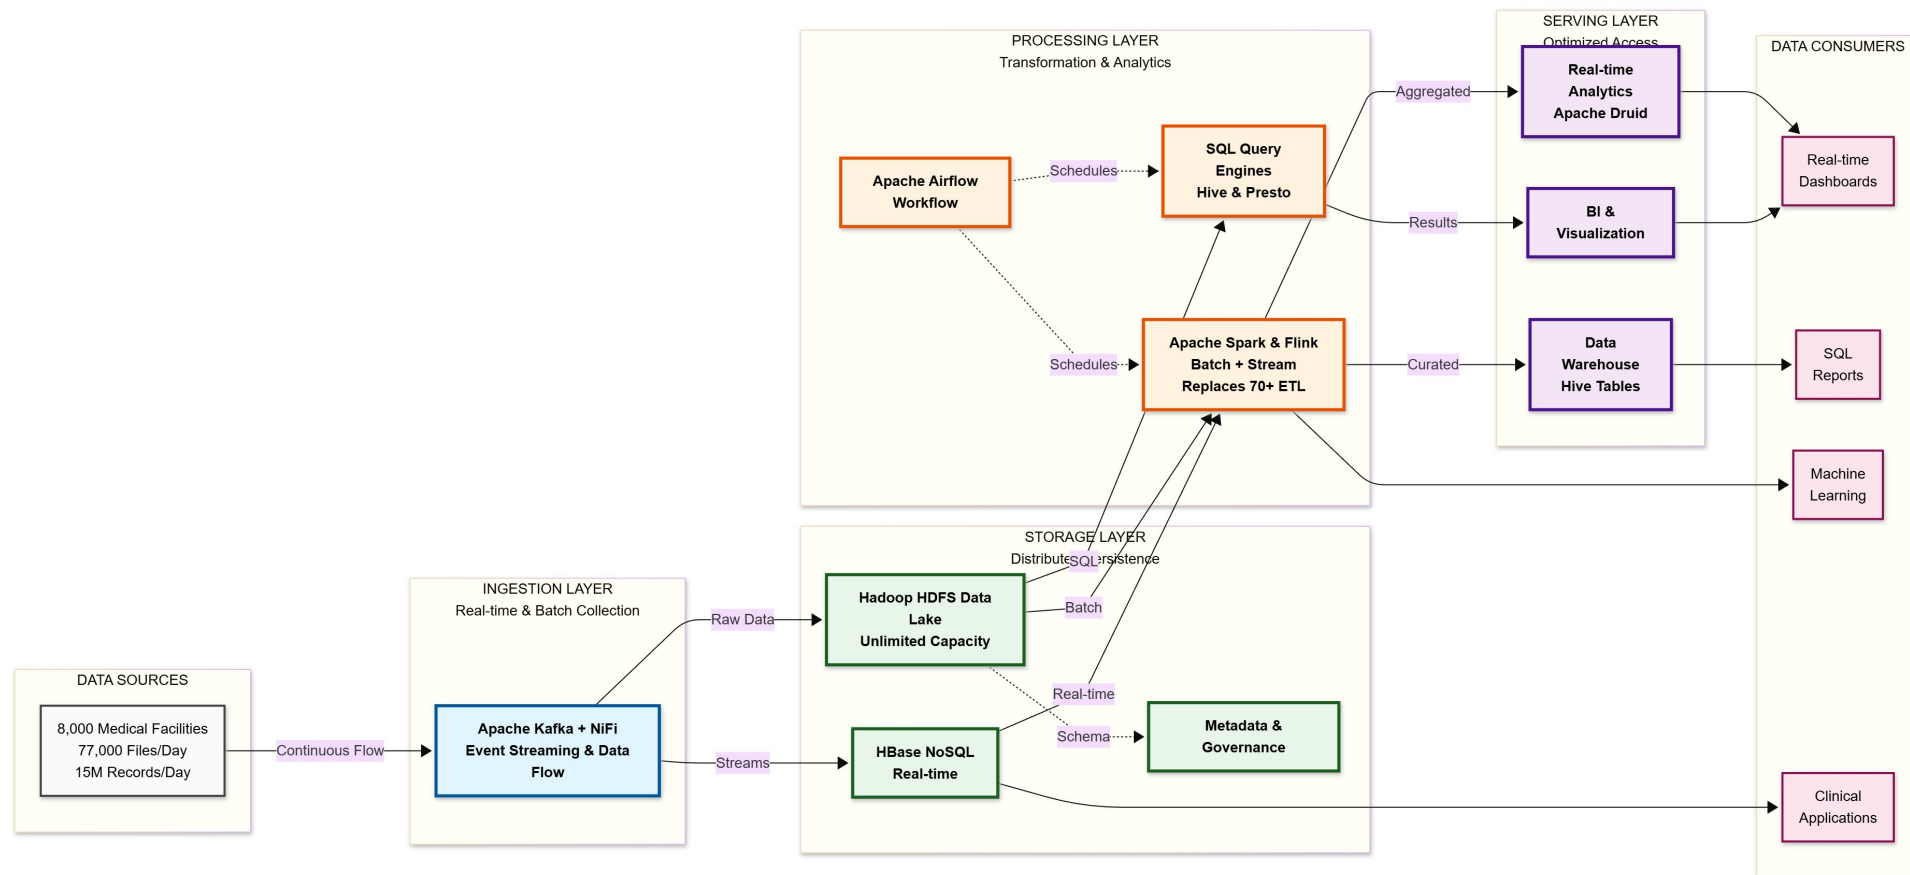 DATA SOURCES
8,000 Medical Facilities
77,000 Files/Day
15M Records/Day
Continuous Flow
INGESTION LAYER
Real-time & Batch Collection
Apache Kafka + NiFi
Event Streaming & Data
Flow
Raw Data
Streams
PROCESSING LAYER
Transformation & Analytics
Apache Airflow
Workflow
Schedules
Schedules
SQL Query
Engines
Hive & Presto
Apache Spark & Flink
Batch + Stream
Replaces 70+ ETL
STORAGE LAYER
Distributed Persistence
SQL
Batch
Hadoop HDFS Data
Lake
Unlimited Capacity
Real-time
Schema
HBase NoSQL
Real-time
Metadata &
Governance
Aggregated
Results
Curated
SERVING LAYER
Optimized Access
Real-time
Analytics
Apache Druid
BI &
Visualization
Data
Warehouse
Hive Tables
DATA CONSUMERS
Real-time
Dashboards
SQL
Reports
Machine
Learning
Clinical
Applications